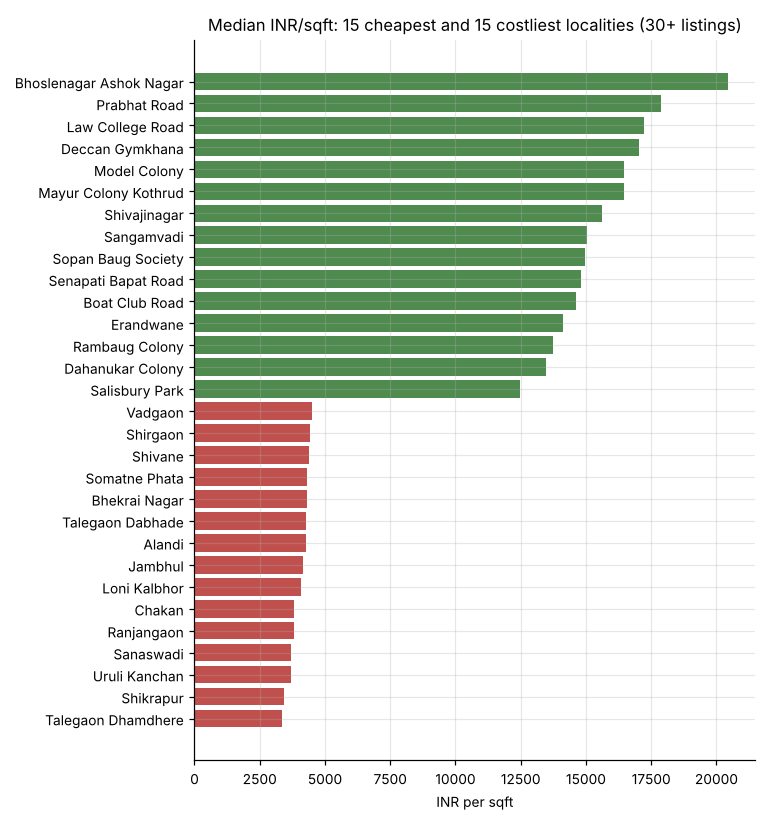 Median INR/sqft: 15 cheapest and 15 costliest localities (30+ listings)
Bhoslenagar Ashok Nagar
Prabhat Road
Law College Road
Deccan Gymkhana
Model Colony
Mayur Colony Kothrud
Shivajinagar
Sangamvadi
Sopan Baug Society
Senapati Bapat Road
Boat Club Road
Erandwane
Rambaug Colony
Dahanukar Colony
Salisbury Park
Vadgaon
Shirgaon
Shivane
Somatne Phata
Bhekrai Nagar
Talegaon Dabhade
Alandi
Jambhul
Loni Kalbhor
Chakan
Ranjangaon
Sanaswadi
Uruli Kanchan
Shikrapur
Talegaon Dhamdhere
0 2500 5000 7500 10000 12500 15000 17500 20000
INR per sqft